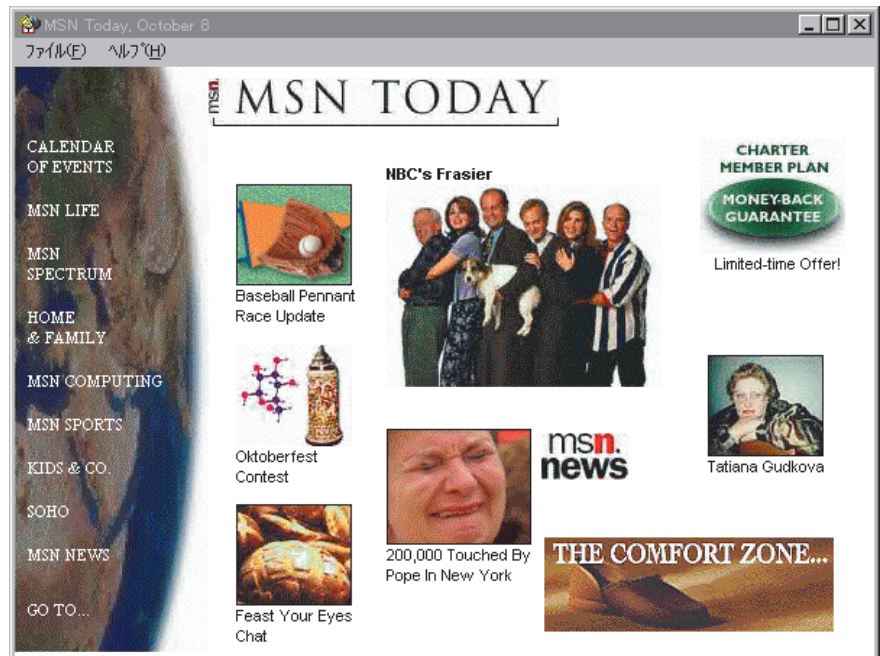 MSN Today, October 8
ファイル(F) ヘルプ(H)
msn. MSN TODAY
CALENDAR
OF EVENTS
MSN LIFE
MSN
SPECTRUM
HOME
& FAMILY
MSN COMPUTING
MSN SPORTS
KIDS & CO.
SOHO
MSN NEWS
GO TO...
Baseball Pennant
Race Update
Oktoberfest
Contest
Feast Your Eyes
Chat
NBC's Frasier
200,000 Touched By
Pope In New York
msn.
news
CHARTER
MEMBER PLAN
MONEY-BACK
GUARANTEE
Limited-time Offer!
Tatiana Gudkova
THE COMFORT ZONE...